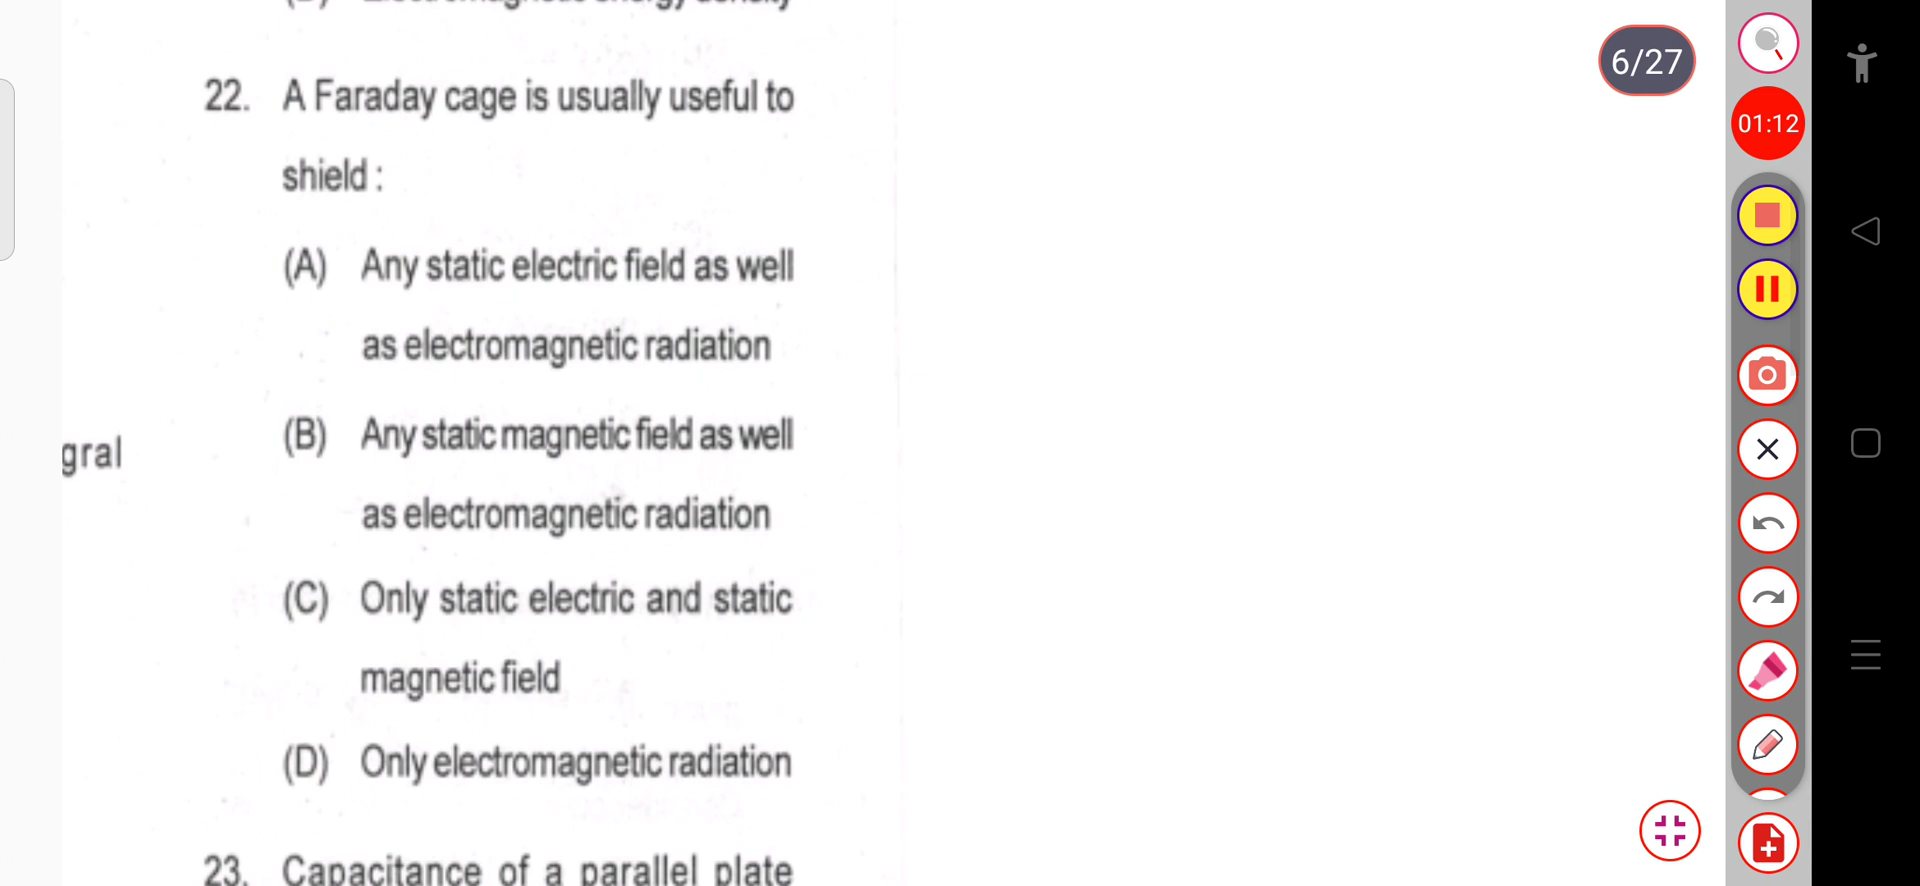 22. A Faraday cage is usually useful to
shield :
(A) Any static electric field as well
as electromagnetic radiation
(B) Any static magnetic field as well
as electromagnetic radiation
gral
(C) Only static electric and static
magnetic field
(D) Only electromagnetic radiation
23. Capacitance of a parallel plate
6/27
01:12